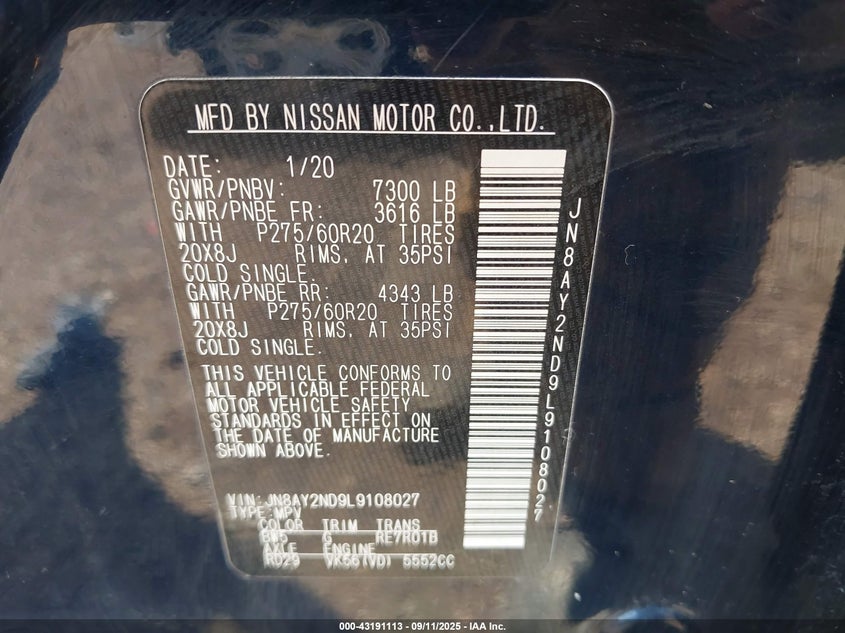 MFD BY NISSAN MOTOR CO.,LTD.
DATE: 1/20
GVWR/PNBV: 7300 LB
GAWR/PNBE FR: 3616 LB
WITH P275/60R20 TIRES
20X8J RIMS, AT 35PSI
COLD SINGLE.
GAWR/PNBE RR: 4343 LB
WITH P275/60R20 TIRES
20X8J RIMS, AT 35PSI
COLD SINGLE.
THIS VEHICLE CONFORMS TO
ALL APPLICABLE FEDERAL
MOTOR VEHICLE SAFETY
STANDARDS IN EFFECT ON
THE DATE OF MANUFACTURE
SHOWN ABOVE.
VIN:JN8AY2ND9L9108027
TYPE:MPV
COLOR TRIM TRANS
BW5 G RE7R01B
AXLE ENGINE
RD29 VK56(VD) 5552CC
JN8AY2ND9L9108027
000-43191113 - 09/11/2025 - IAA Inc.